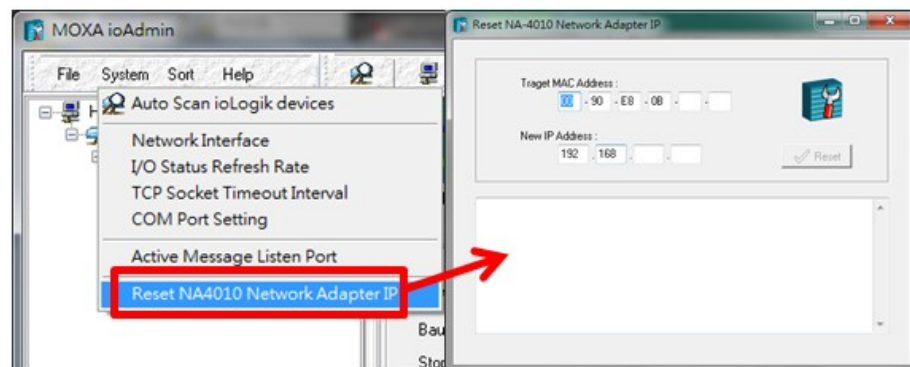 MOXA ioAdmin
File System Sort Help
Auto Scan ioLogik devices
Network Interface
I/O Status Refresh Rate
TCP Socket Timeout Interval
COM Port Setting
Active Message Listen Port
Reset NA4010 Network Adapter IP
Reset NA-4010 Network Adapter IP
Traget MAC Address :
00 - 90 - E8 - 0B - -
New IP Address :
192 . 168 . .
Reset